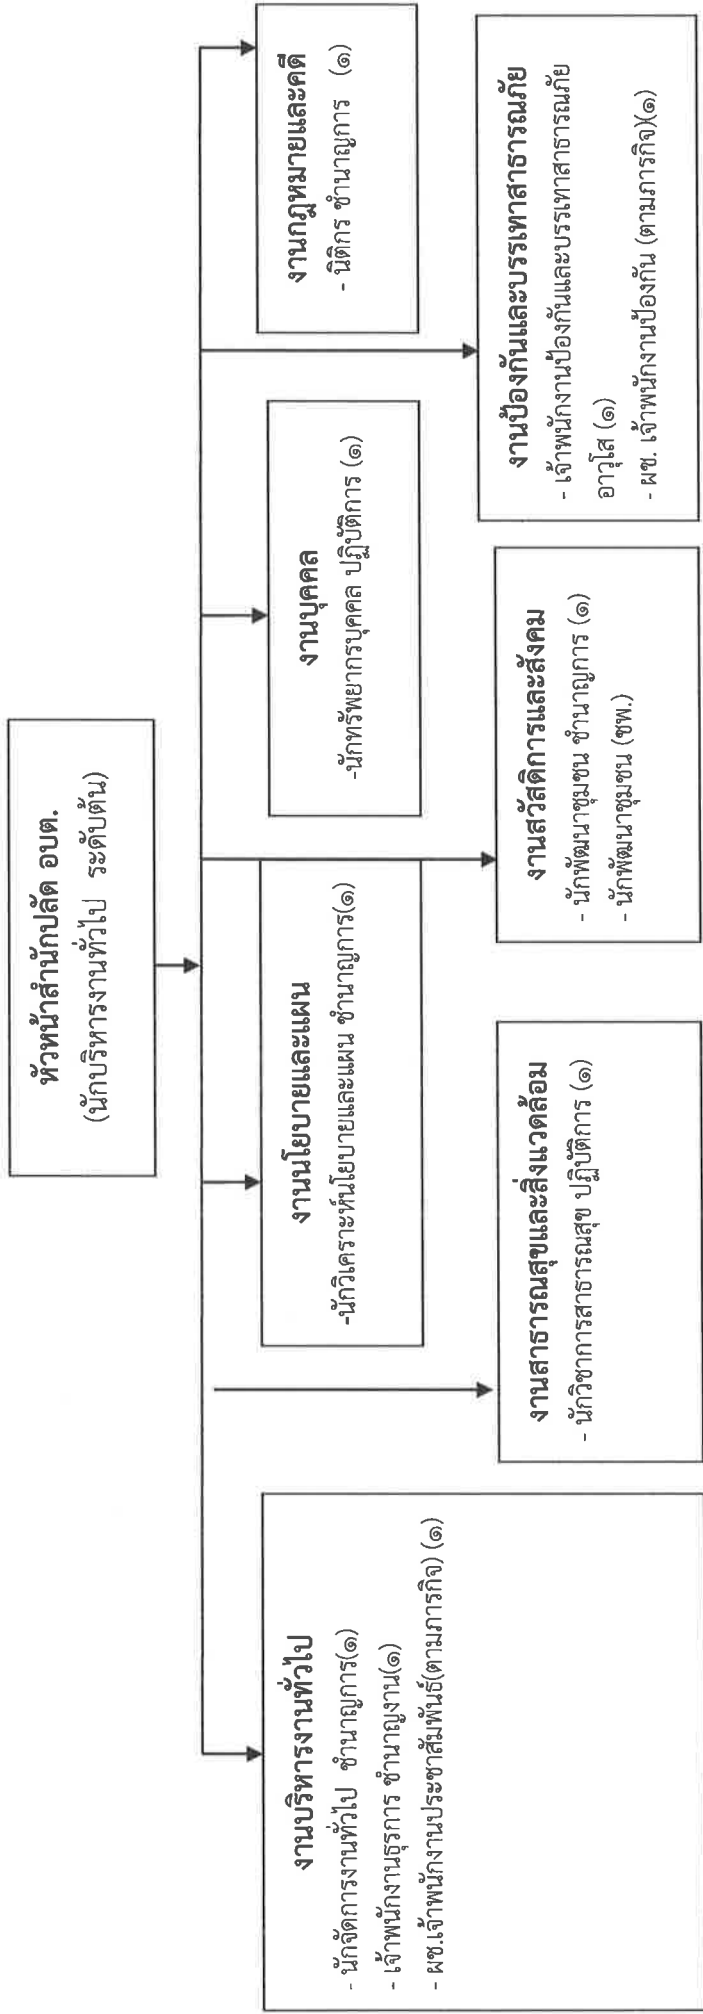 หัวหน้าสำนักปลัด อบต.
(นักบริหารงานทั่วไป ระดับต้น)
งานบริหารงานทั่วไป
- นักจัดการงานทั่วไป ชำนาญการ(๑)
- เจ้าพนักงานธุรการ ชำนาญงาน(๑)
- ผช.เจ้าพนักงานประชาสัมพันธ์(ตามภารกิจ) (๑)
งานนโยบายและแผน
-นักวิเคราะห์นโยบายและแผน ชำนาญการ(๑)
งานบุคคล
-นักทรัพยากรบุคคล ปฏิบัติการ (๑)
งานกฎหมายและคดี
- นิติกร ชำนาญการ (๑)
งานสาธารณสุขและสิ่งแวดล้อม
- นักวิชาการสาธารณสุข ปฏิบัติการ (๑)
งานสวัสดิการและสังคม
- นักพัฒนาชุมชน ชำนาญการ (๑)
- นักพัฒนาชุมชน (ชพ.)
งานป้องกันและบรรเทาสาธารณภัย
- เจ้าพนักงานป้องกันและบรรเทาสาธารณภัย
อาวุโส (๑)
- ผช. เจ้าพนักงานป้องกัน (ตามภารกิจ)(๑)